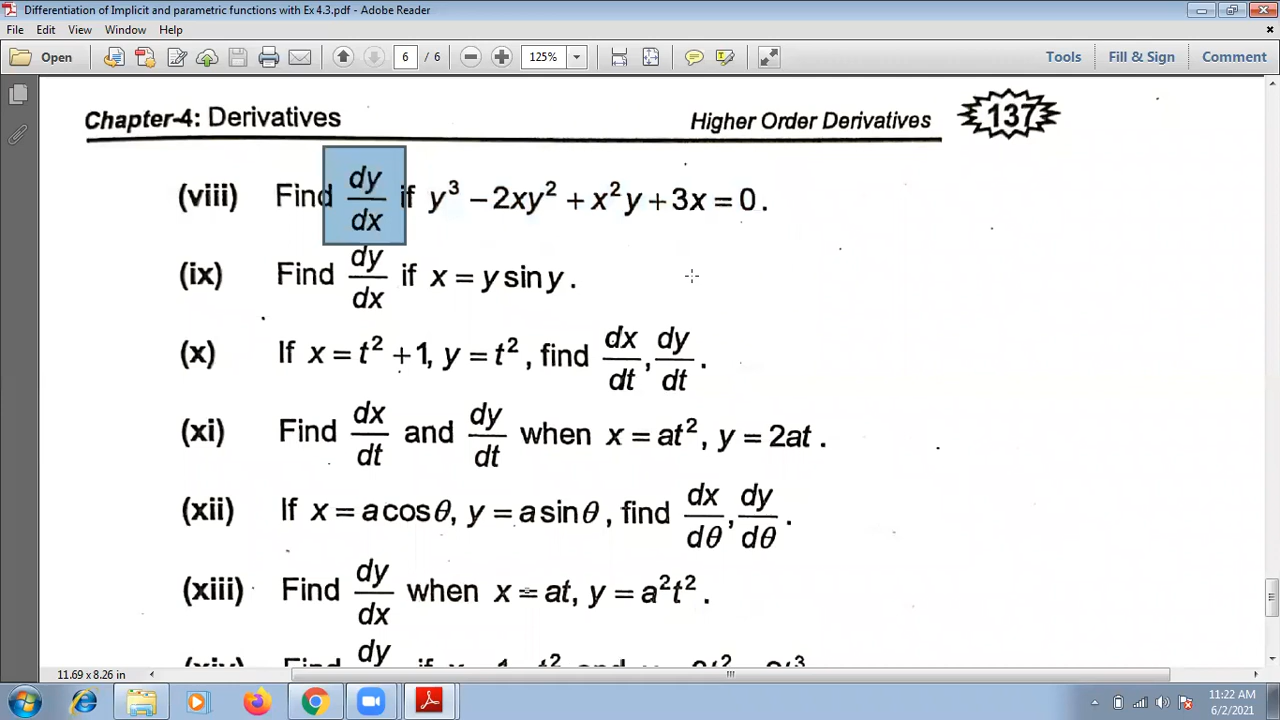 Differentiation of Implicit and parametric functions with Ex 4.3.pdf - Adobe Reader
File Edit View Window Help
Open 6 / 6 125% Tools Fill & Sign Comment
Chapter-4: Derivatives Higher Order Derivatives 137
(viii) Find dy/dx if y³ − 2xy² + x²y + 3x = 0.
(ix) Find dy/dx if x = y sin y.
(x) If x = t² + 1, y = t², find dx/dt, dy/dt.
(xi) Find dx/dt and dy/dt when x = at², y = 2at.
(xii) If x = a cos θ, y = a sin θ, find dx/dθ, dy/dθ.
(xiii) Find dy/dx when x = at, y = a²t².
11.69 x 8.26 in
11:22 AM
6/2/2021